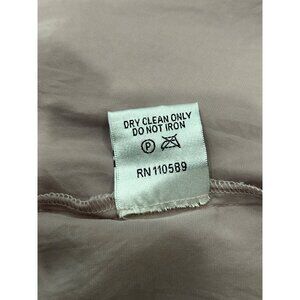 DRY CLEAN ONLY
DO NOT IRON
P
RN 110589